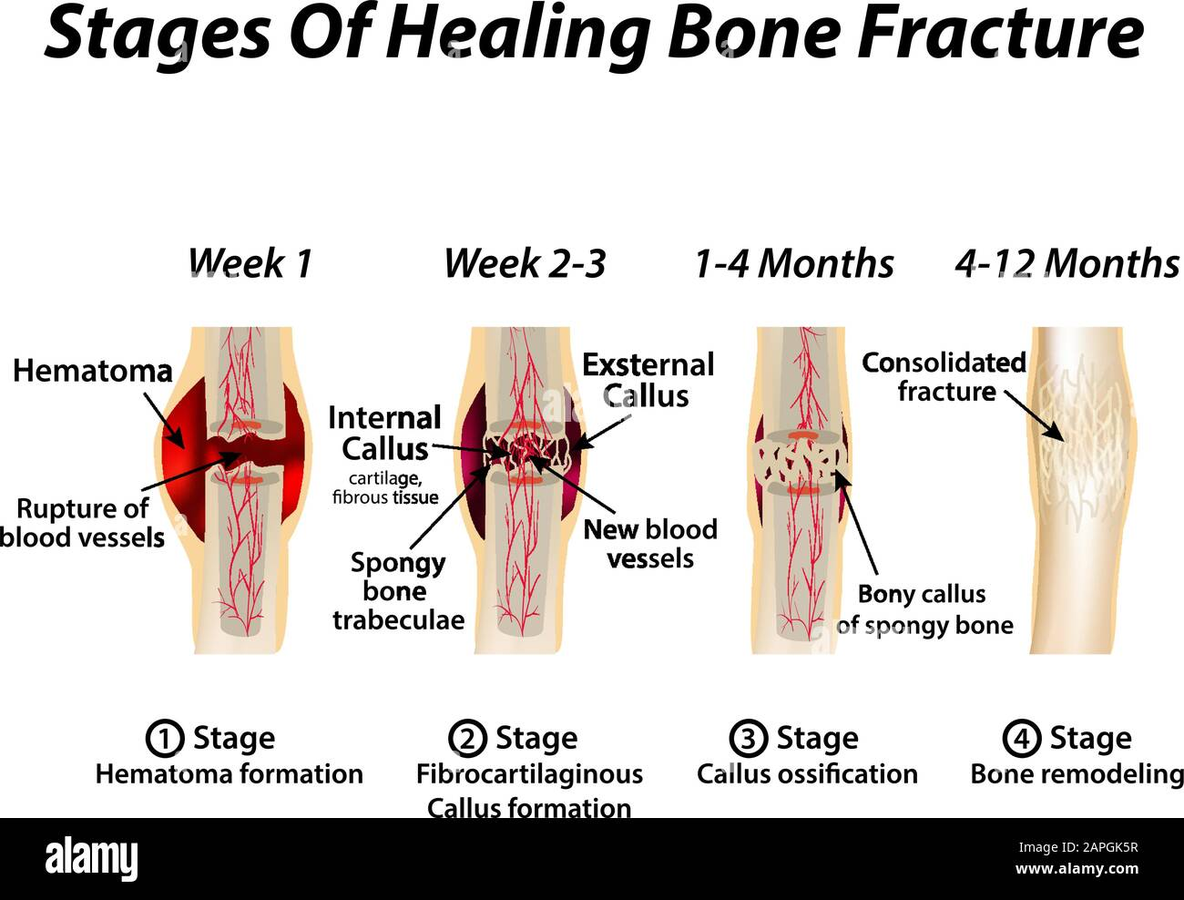 Stages Of Healing Bone Fracture
Week 1
Week 2-3
1-4 Months
4-12 Months
Hematoma
Rupture of
blood vessels
Internal
Callus
cartilage,
fibrous tissue
Spongy
bone
trabeculae
Exsternal
Callus
New blood
vessels
Consolidated
fracture
Bony callus
of spongy bone
1 Stage
Hematoma formation
2 Stage
Fibrocartilaginous
Callus formation
3 Stage
Callus ossification
4 Stage
Bone remodeling
a
a
a
alamy
a
a
alamy
Image ID: 2APGK5R
www.alamy.com